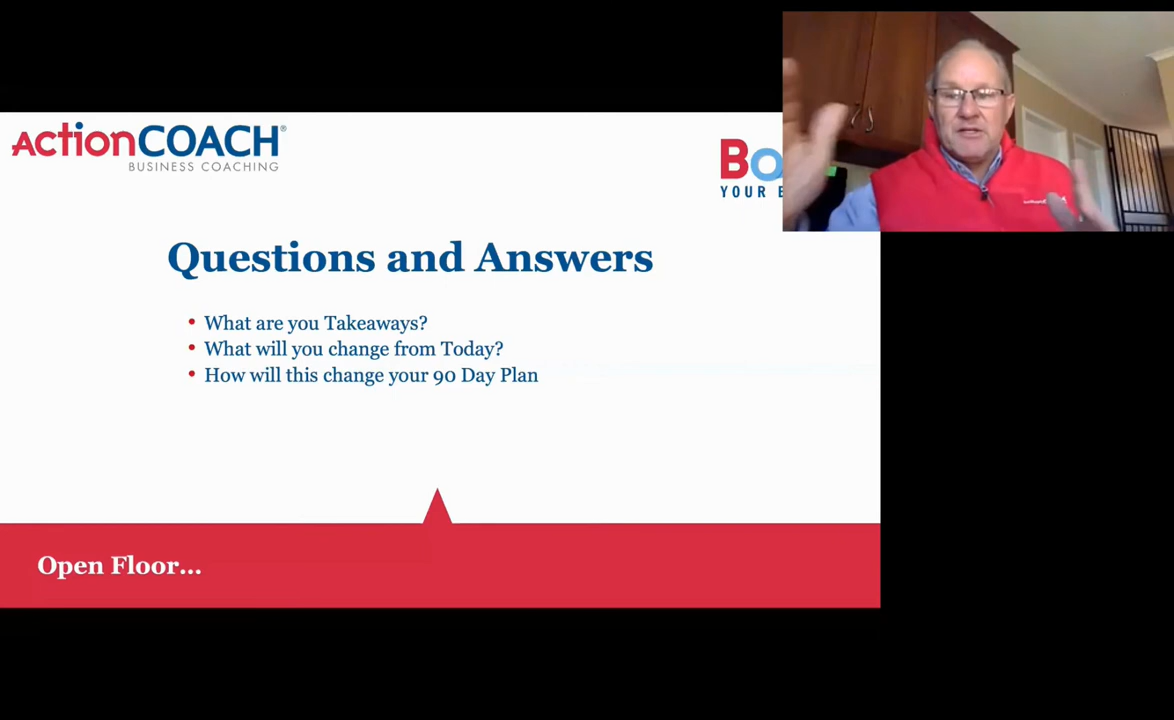 ActionCOACH®
BUSINESS COACHING
Questions and Answers
• What are you Takeaways?
• What will you change from Today?
• How will this change your 90 Day Plan
Open Floor...
YOUR